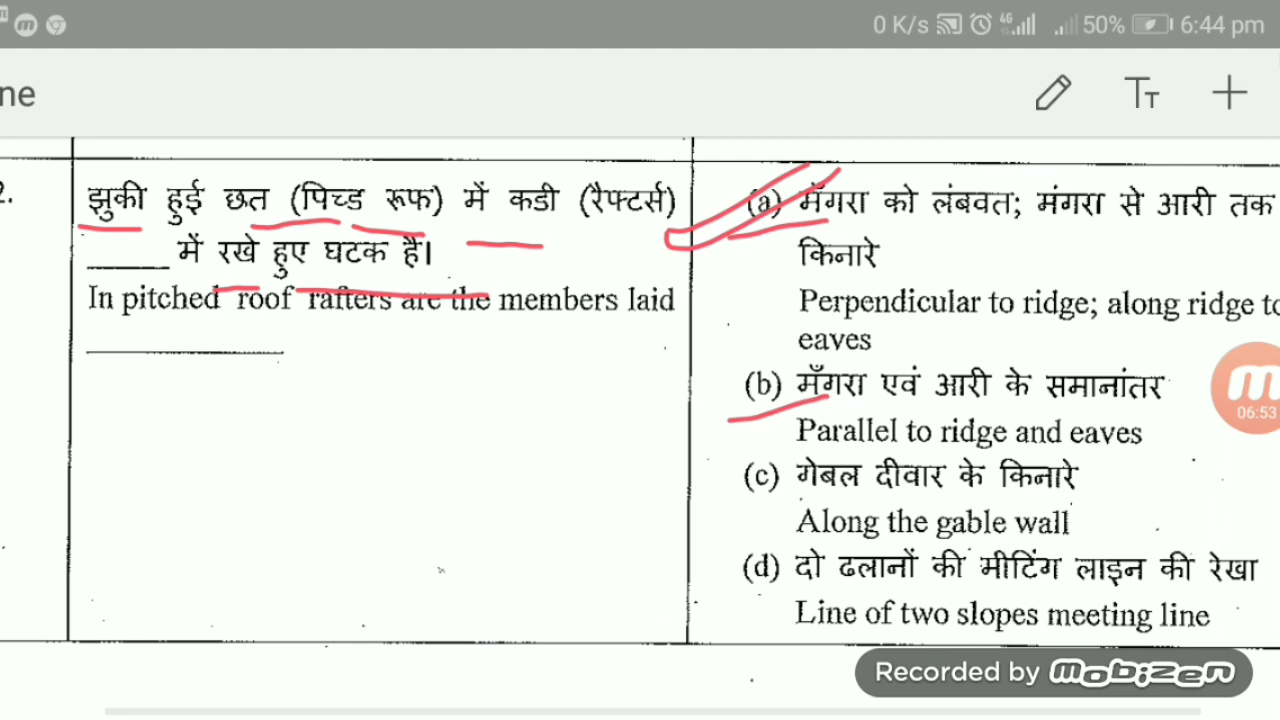 0 K/s 4G 50% 6:44 pm
ne
2.
झुकी हुई छत (पिच्ड रूफ) में कडी (रैफ्टर्स)
______ में रखे हुए घटक हैं।
In pitched roof rafters are the members laid
______________
(a) मँगरा को लंबवत; मंगरा से आरी तक
किनारे
Perpendicular to ridge; along ridge to
eaves
(b) मँगरा एवं आरी के समानांतर
Parallel to ridge and eaves
(c) गेबल दीवार के किनारे
Along the gable wall
(d) दो ढलानों की मीटिंग लाइन की रेखा
Line of two slopes meeting line
06:53
Recorded by mobizen